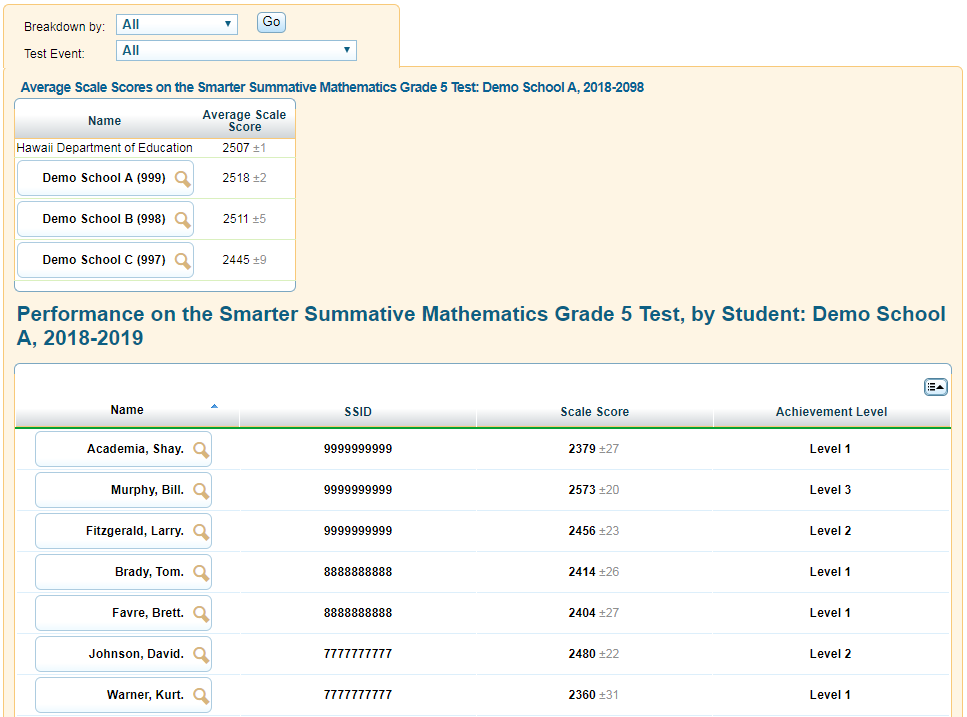 Breakdown by: All Go
Test Event: All
Average Scale Scores on the Smarter Summative Mathematics Grade 5 Test: Demo School A, 2018-2098
Name Average Scale Score
Hawaii Department of Education 2507 ±1
Demo School A (999) 2518 ±2
Demo School B (998) 2511 ±5
Demo School C (997) 2445 ±9
Performance on the Smarter Summative Mathematics Grade 5 Test, by Student: Demo School
A, 2018-2019
Name SSID Scale Score Achievement Level
Academia, Shay. 9999999999 2379 ±27 Level 1
Murphy, Bill. 9999999999 2573 ±20 Level 3
Fitzgerald, Larry. 9999999999 2456 ±23 Level 2
Brady, Tom. 8888888888 2414 ±26 Level 1
Favre, Brett. 8888888888 2404 ±27 Level 1
Johnson, David. 7777777777 2480 ±22 Level 2
Warner, Kurt. 7777777777 2360 ±31 Level 1